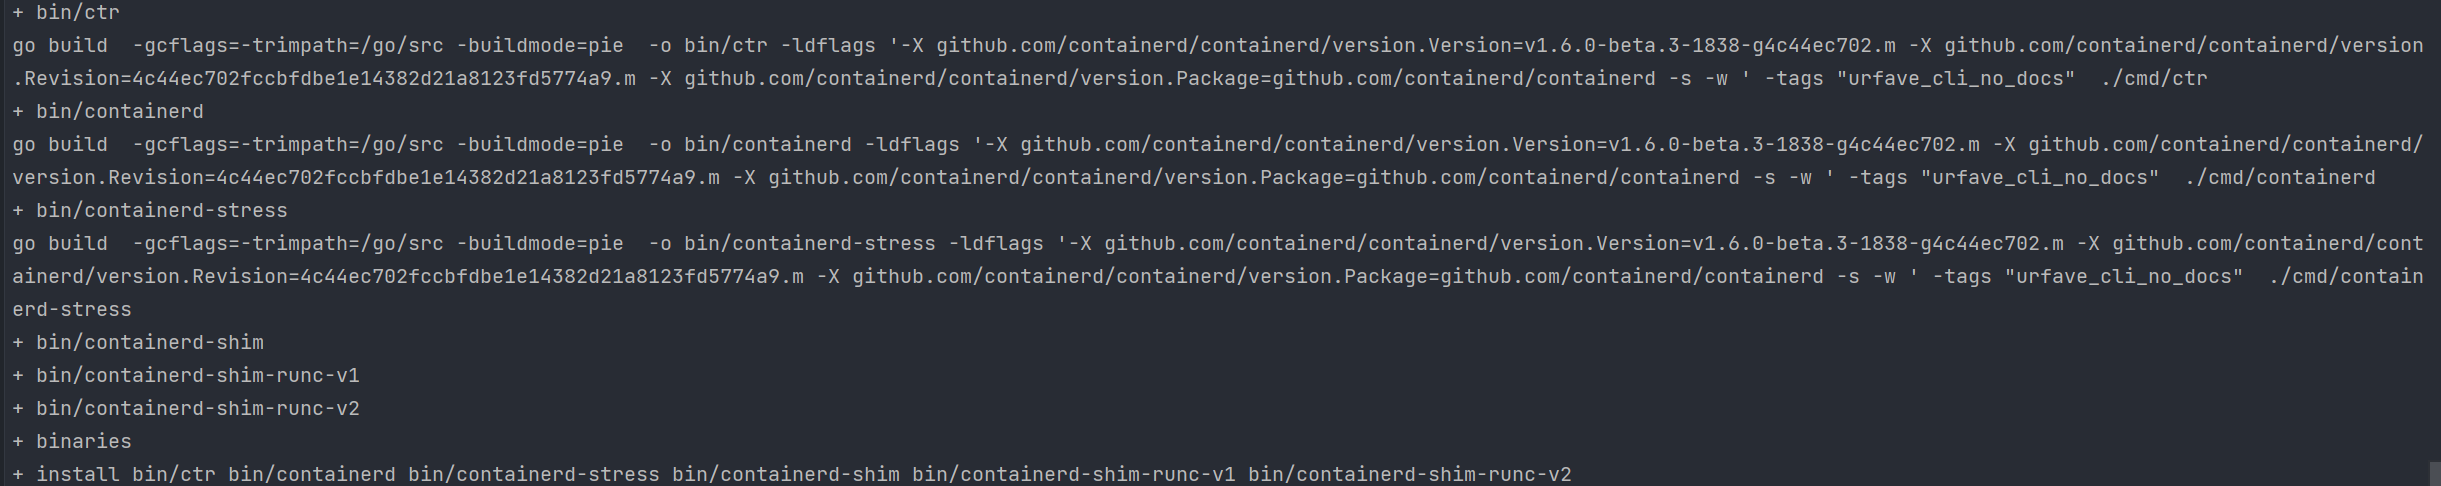 + bin/ctr
go build  -gcflags=-trimpath=/go/src -buildmode=pie  -o bin/ctr -ldflags '-X github.com/containerd/containerd/version.Version=v1.6.0-beta.3-1838-g4c44ec702.m -X github.com/containerd/containerd/version
.Revision=4c44ec702fccbfdbe1e14382d21a8123fd5774a9.m -X github.com/containerd/containerd/version.Package=github.com/containerd/containerd -s -w ' -tags "urfave_cli_no_docs"  ./cmd/ctr
+ bin/containerd
go build  -gcflags=-trimpath=/go/src -buildmode=pie  -o bin/containerd -ldflags '-X github.com/containerd/containerd/version.Version=v1.6.0-beta.3-1838-g4c44ec702.m -X github.com/containerd/containerd/
version.Revision=4c44ec702fccbfdbe1e14382d21a8123fd5774a9.m -X github.com/containerd/containerd/version.Package=github.com/containerd/containerd -s -w ' -tags "urfave_cli_no_docs"  ./cmd/containerd
+ bin/containerd-stress
go build  -gcflags=-trimpath=/go/src -buildmode=pie  -o bin/containerd-stress -ldflags '-X github.com/containerd/containerd/version.Version=v1.6.0-beta.3-1838-g4c44ec702.m -X github.com/containerd/cont
ainerd/version.Revision=4c44ec702fccbfdbe1e14382d21a8123fd5774a9.m -X github.com/containerd/containerd/version.Package=github.com/containerd/containerd -s -w ' -tags "urfave_cli_no_docs"  ./cmd/contain
erd-stress
+ bin/containerd-shim
+ bin/containerd-shim-runc-v1
+ bin/containerd-shim-runc-v2
+ binaries
+ install bin/ctr bin/containerd bin/containerd-stress bin/containerd-shim bin/containerd-shim-runc-v1 bin/containerd-shim-runc-v2